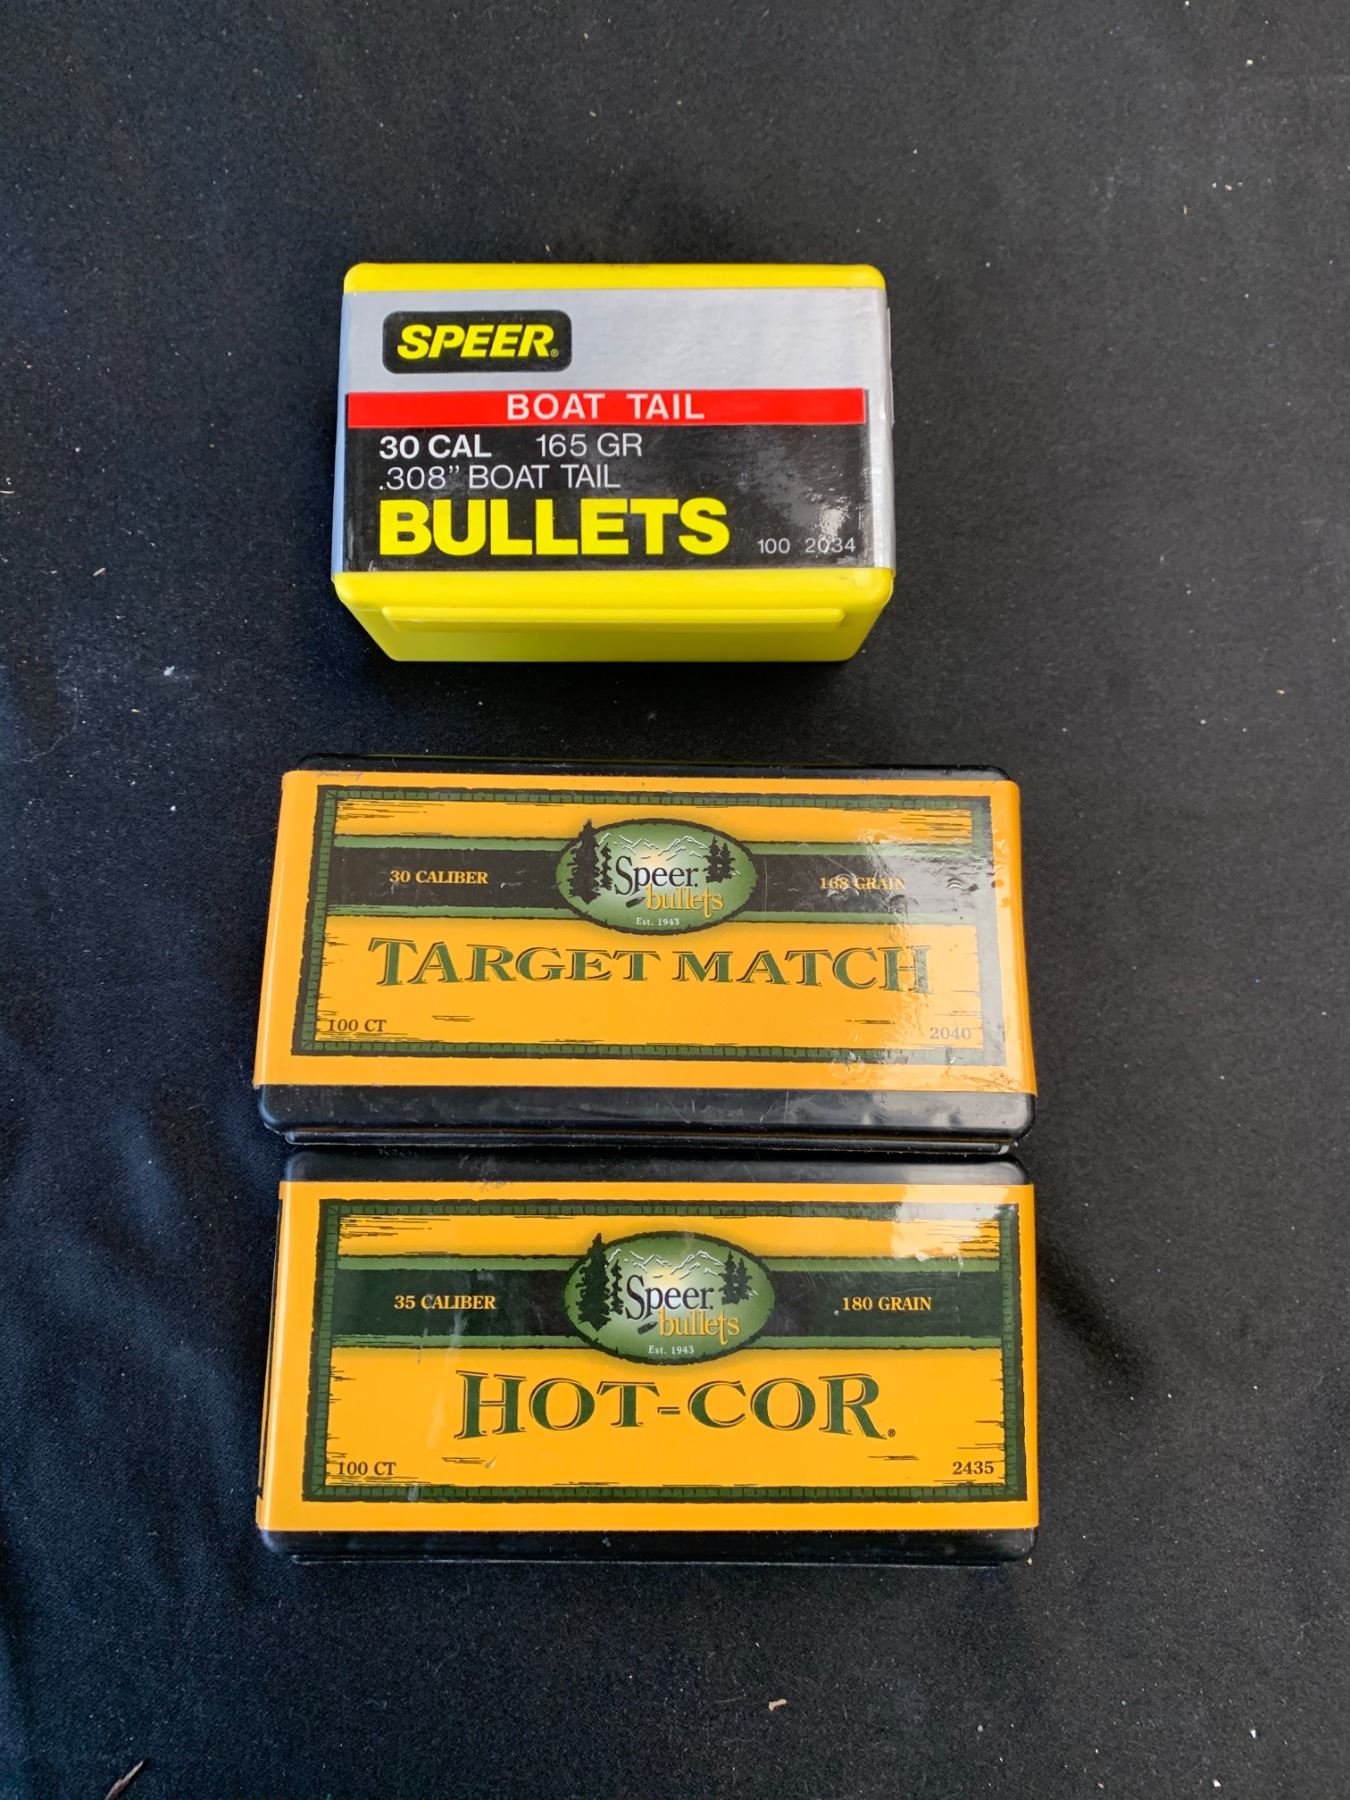 SPEER®
BOAT TAIL
30 CAL 165 GR
.308" BOAT TAIL
BULLETS 100 2034
30 CALIBER Speer® bullets 168 GRAIN
Est. 1943
TARGET MATCH
100 CT 2040
35 CALIBER Speer® bullets 180 GRAIN
Est. 1943
HOT-COR®
100 CT 2435